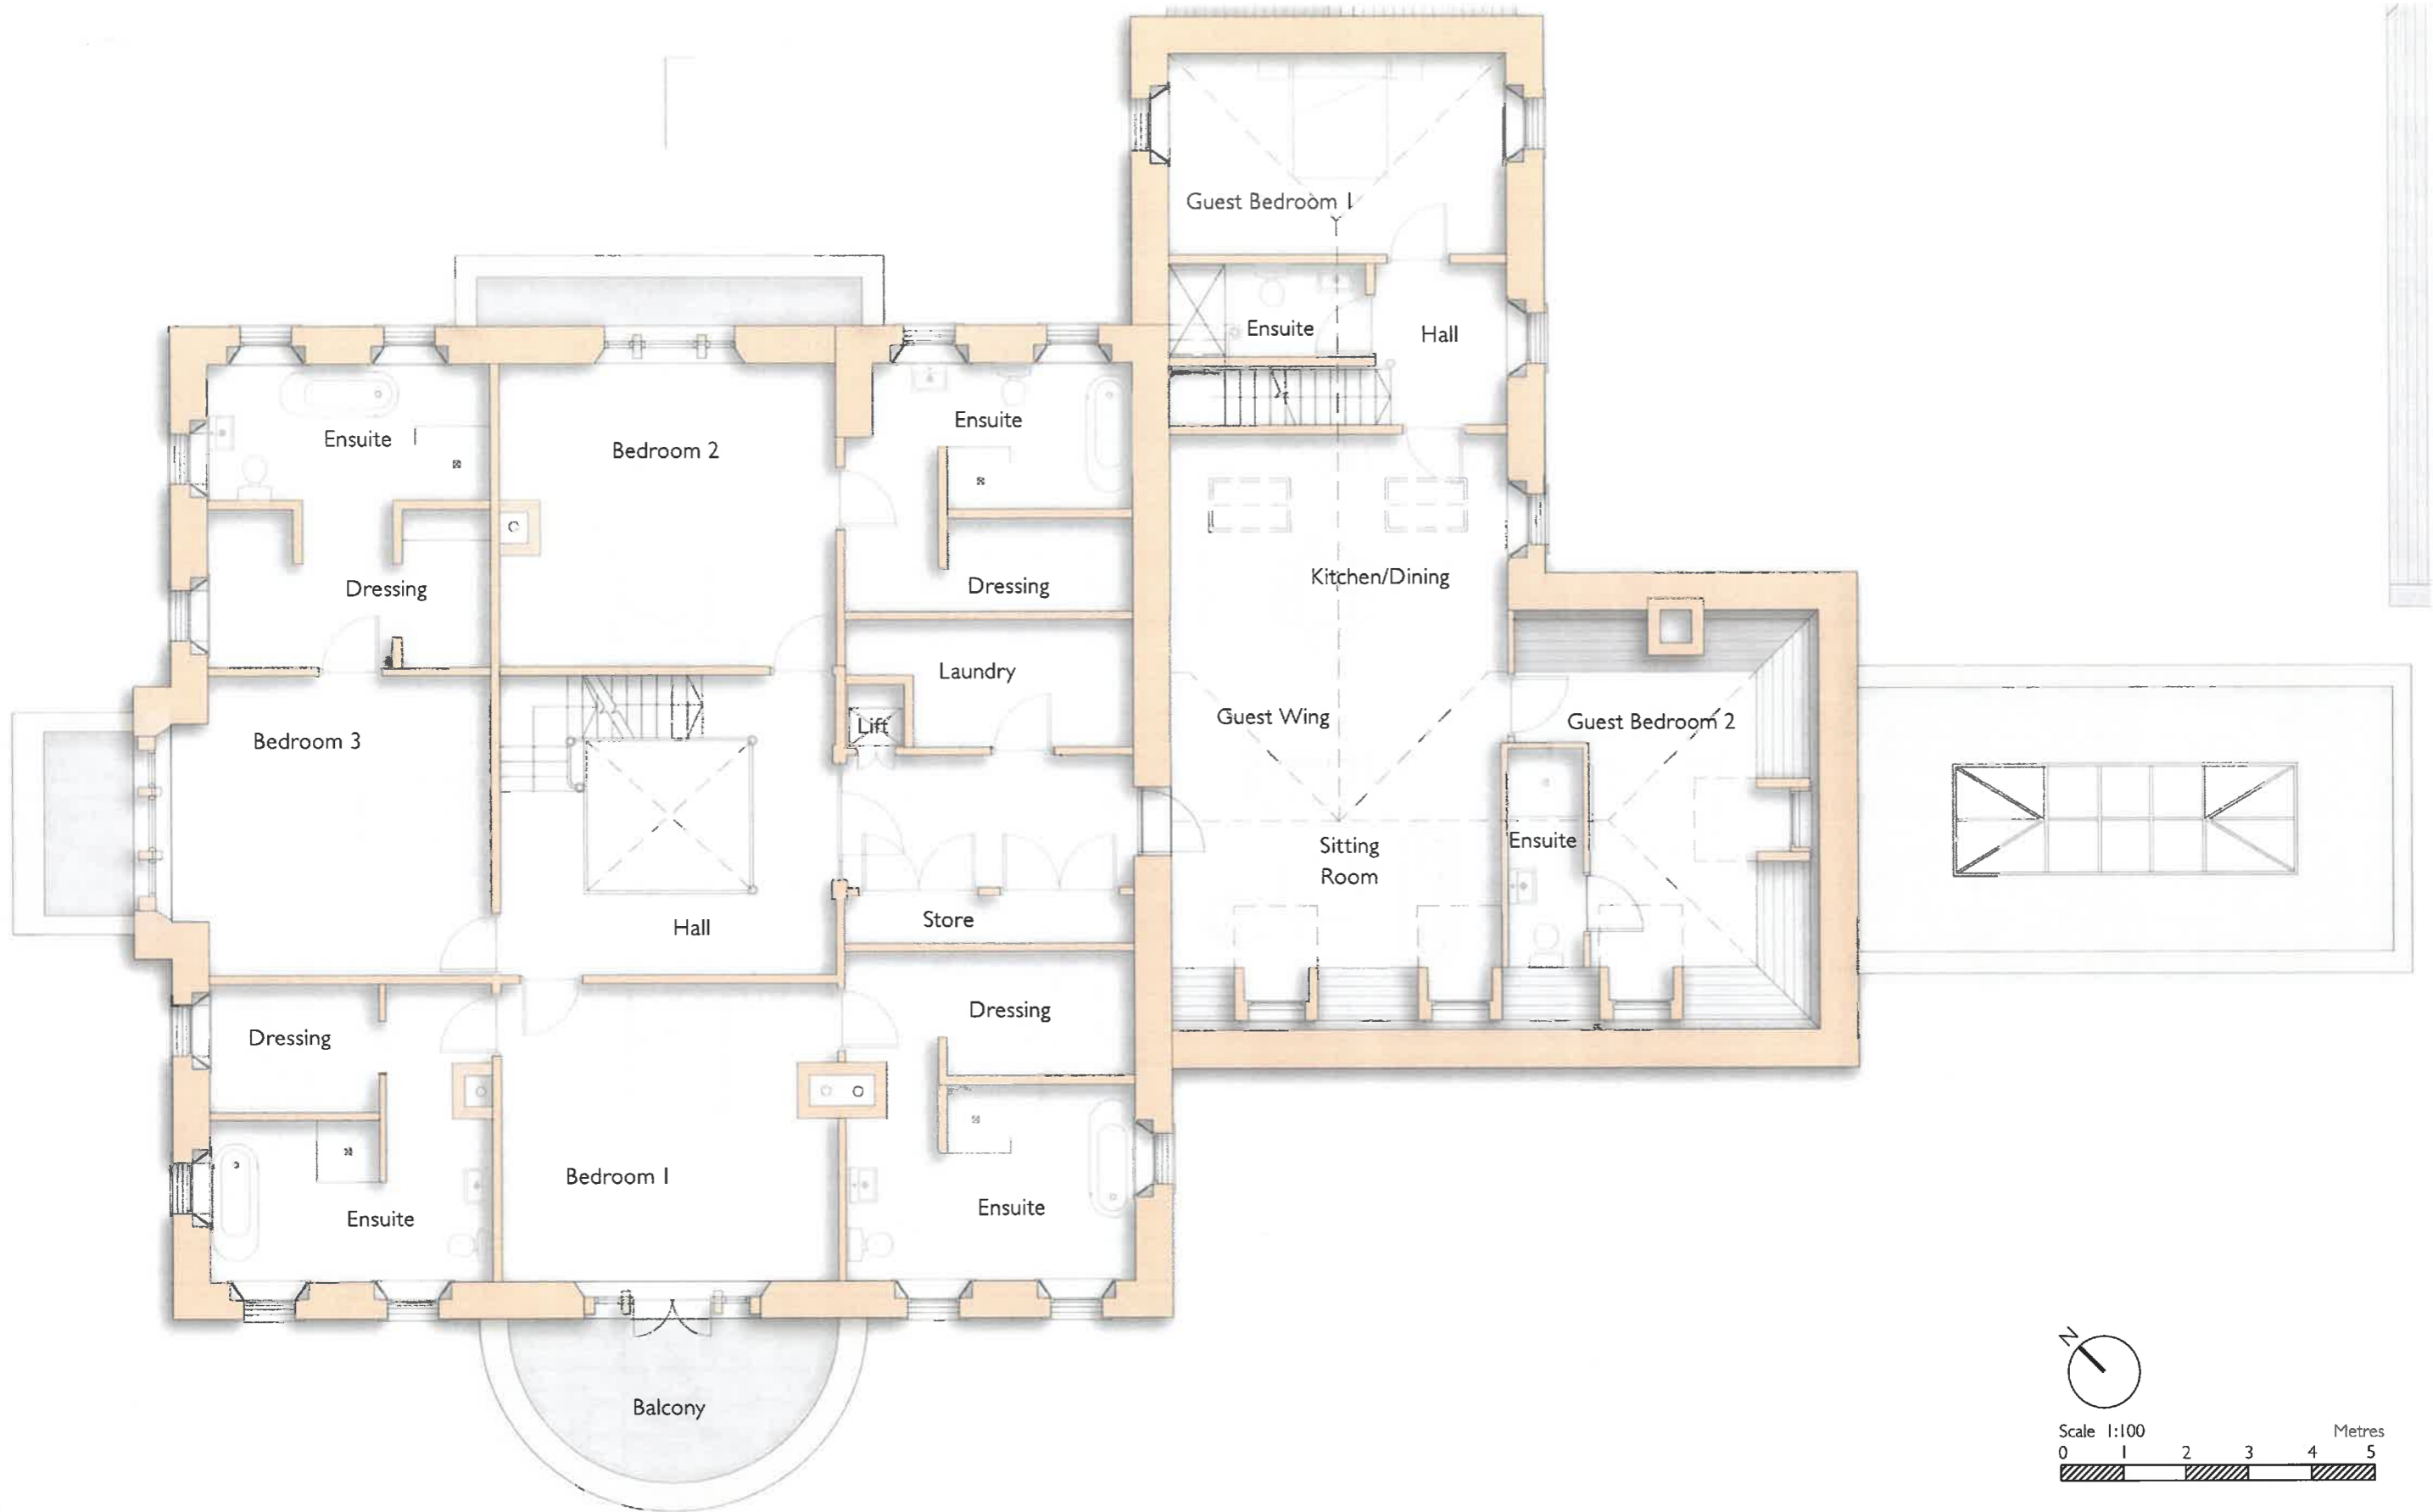 Guest Bedroom 1
Ensuite
Hall
Ensuite
Bedroom 2
Ensuite
Dressing
Dressing
Kitchen/Dining
Laundry
Lift
Bedroom 3
Guest Wing
Guest Bedroom 2
Sitting
Room
Ensuite
Store
Hall
Dressing
Dressing
Bedroom 1
Ensuite
Ensuite
Balcony
N
Scale 1:100 Metres
0 1 2 3 4 5